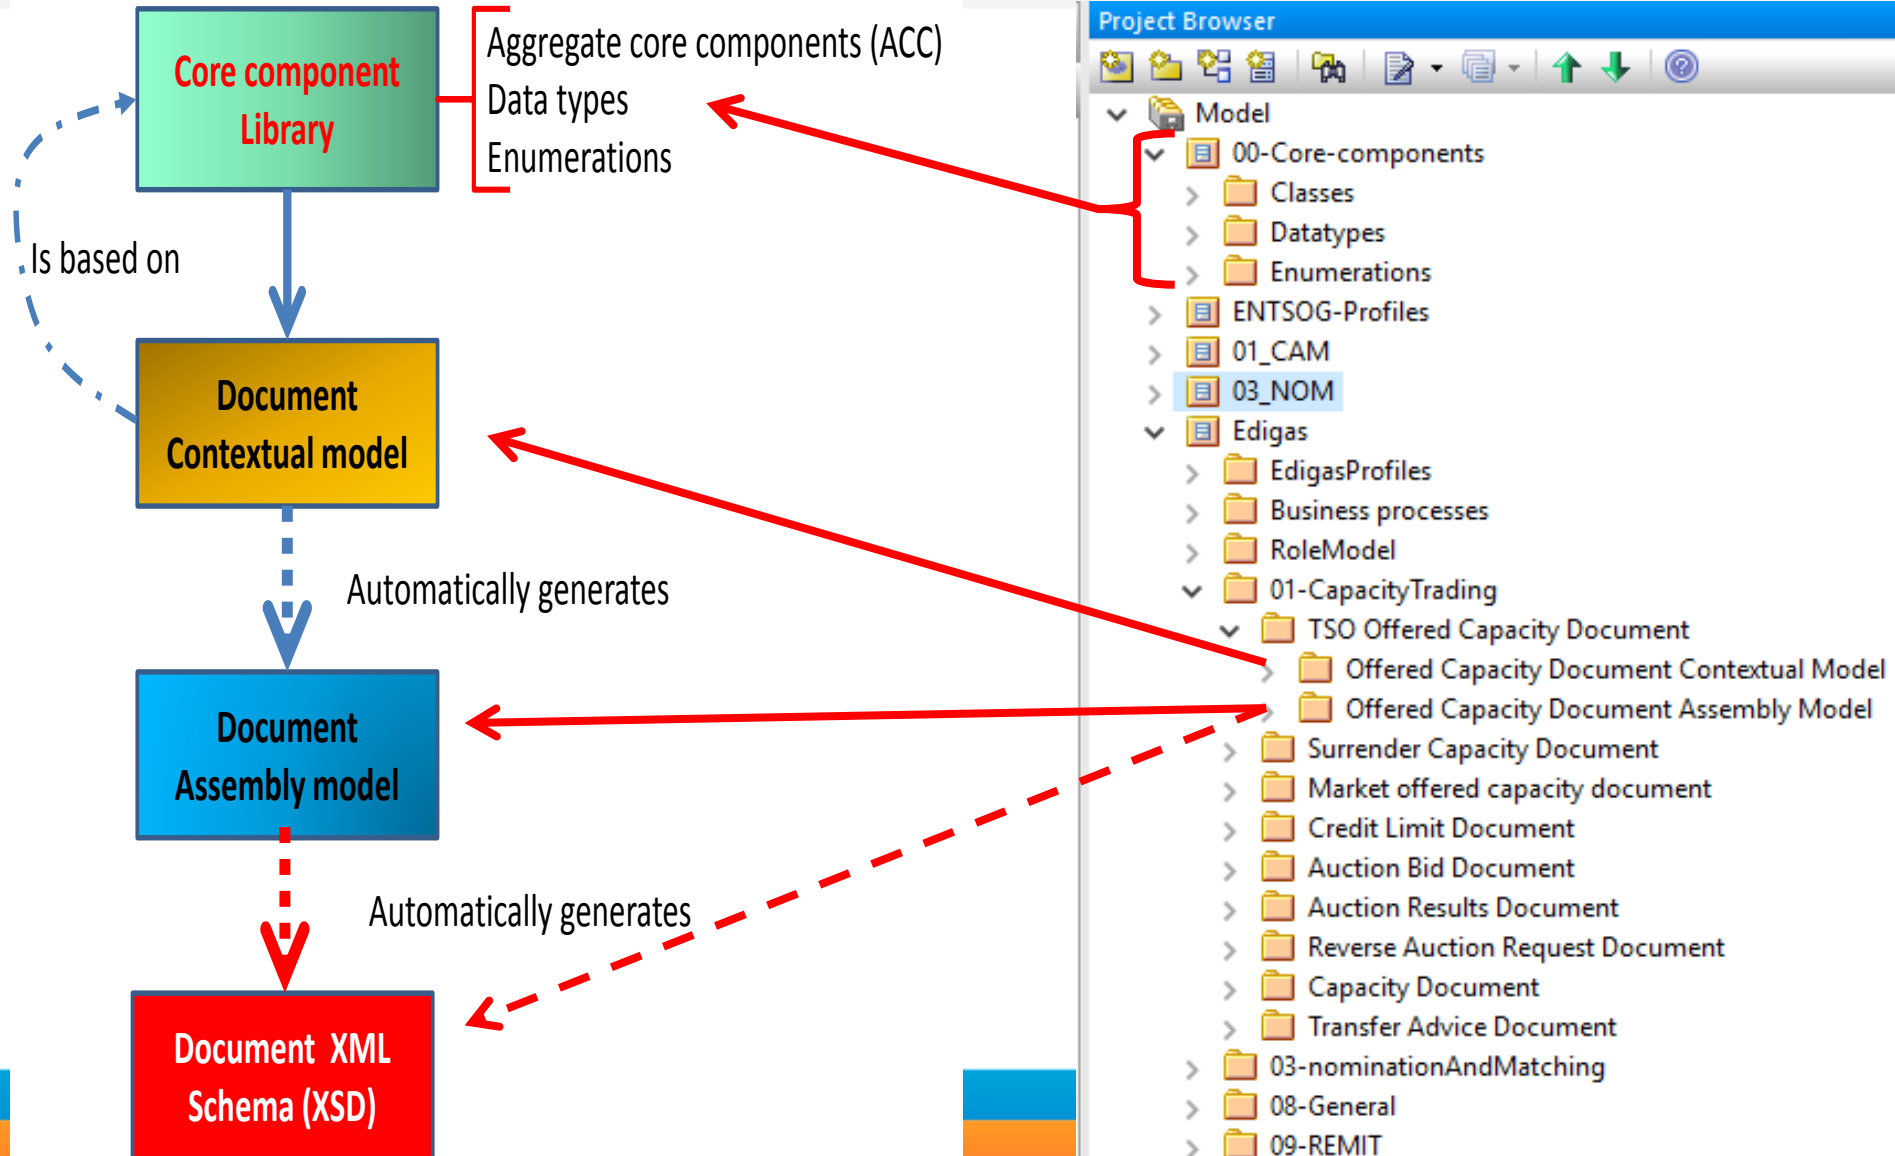 Core component
Library
Aggregate core components (ACC)
Data types
Enumerations
Is based on
Document
Contextual model
Automatically generates
Document
Assembly model
Automatically generates
Document XML
Schema (XSD)
Project Browser
Model
00-Core-components
Classes
Datatypes
Enumerations
ENTSOG-Profiles
01_CAM
03_NOM
Edigas
EdigasProfiles
Business processes
RoleModel
01-CapacityTrading
TSO Offered Capacity Document
Offered Capacity Document Contextual Model
Offered Capacity Document Assembly Model
Surrender Capacity Document
Market offered capacity document
Credit Limit Document
Auction Bid Document
Auction Results Document
Reverse Auction Request Document
Capacity Document
Transfer Advice Document
03-nominationAndMatching
08-General
09-REMIT